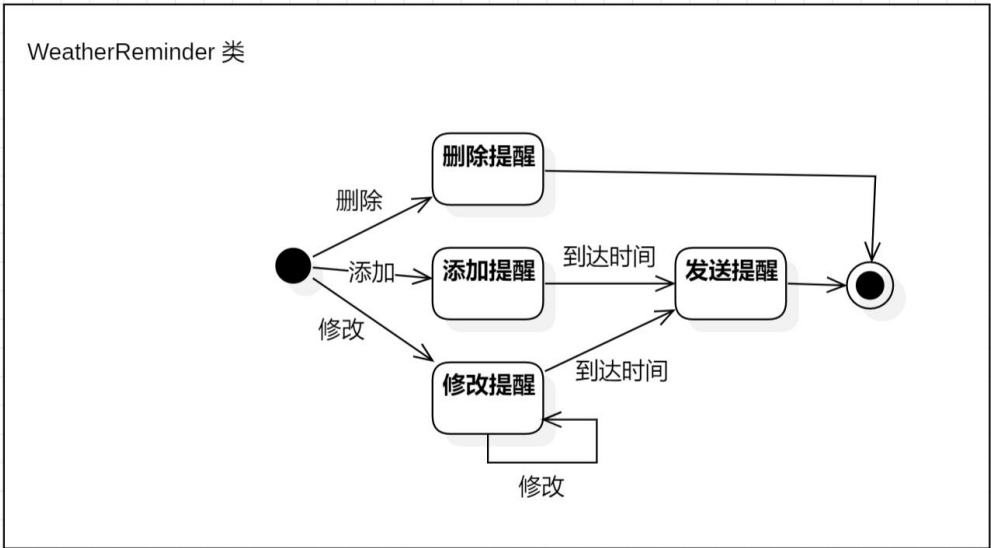 WeatherReminder 类
删除提醒
删除
添加
添加提醒
到达时间
发送提醒
修改
修改提醒
到达时间
修改